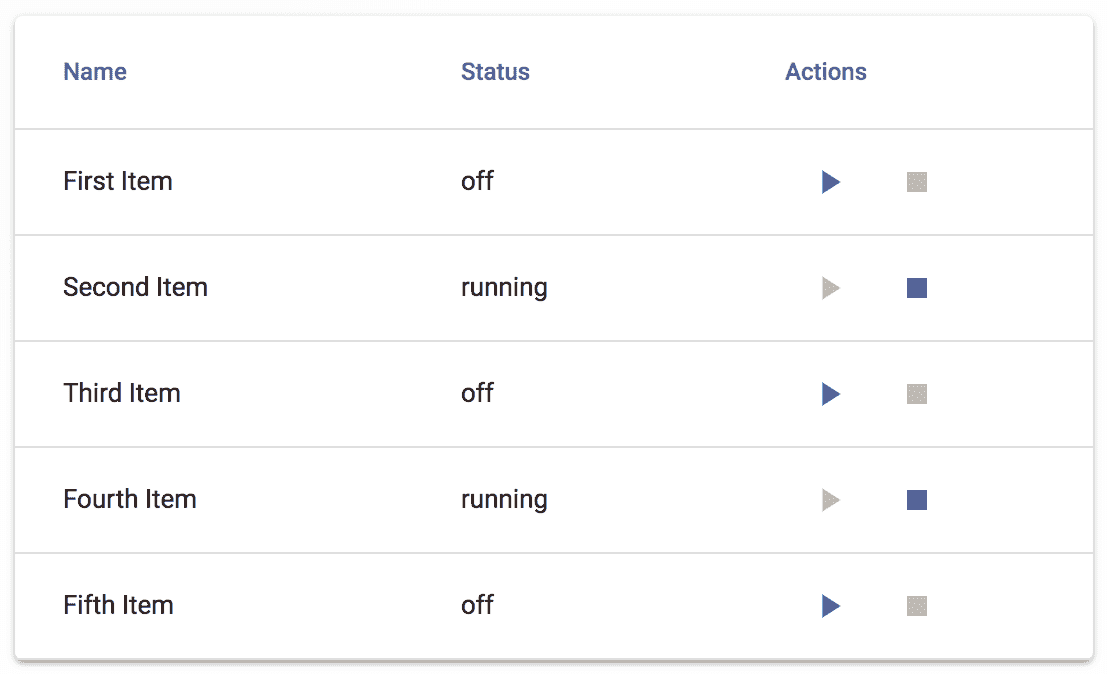 Name Status Actions
First Item off
Second Item running
Third Item off
Fourth Item running
Fifth Item off